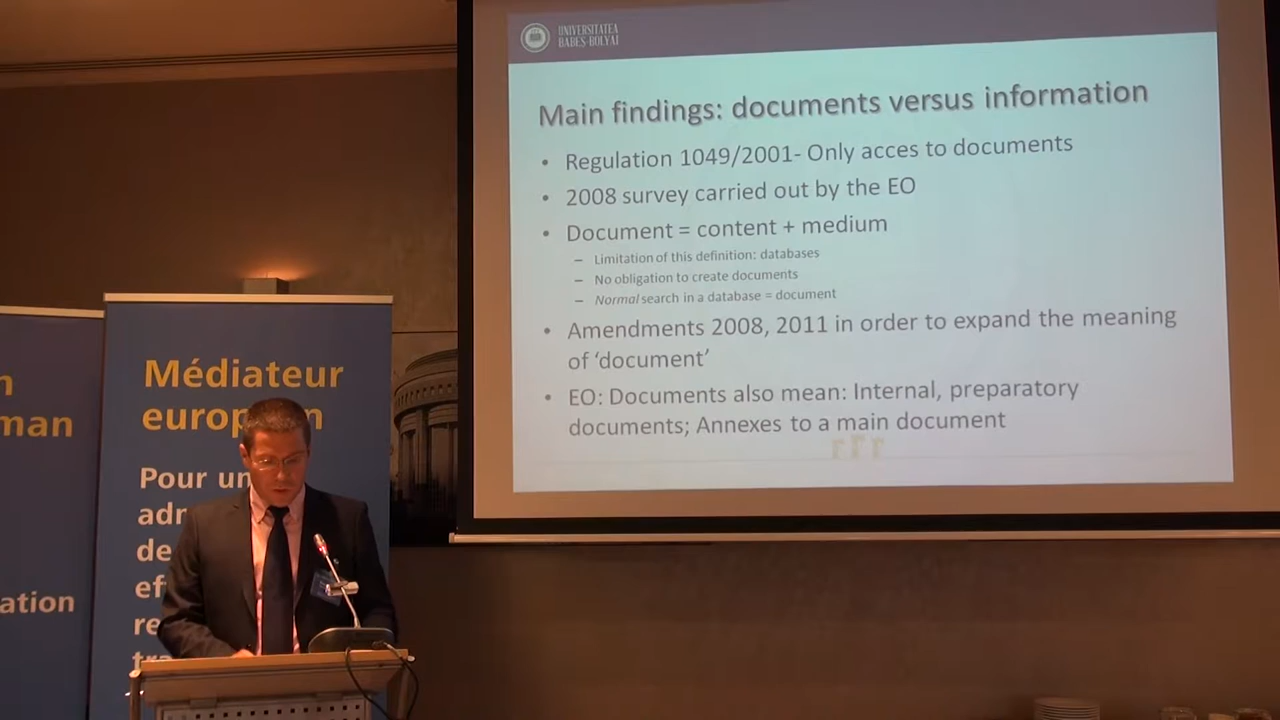 UNIVERSITATEA
BABEȘ-BOLYAI
Main findings: documents versus information
• Regulation 1049/2001- Only acces to documents
• 2008 survey carried out by the EO
• Document = content + medium
– Limitation of this definition: databases
– No obligation to create documents
– Normal search in a database = document
• Amendments 2008, 2011 in order to expand the meaning
of ‘document’
• EO: Documents also mean: Internal, preparatory
documents; Annexes to a main document
n
man
ation
Médiateur
europ n
Pour un
adr
de
ef
re
tra